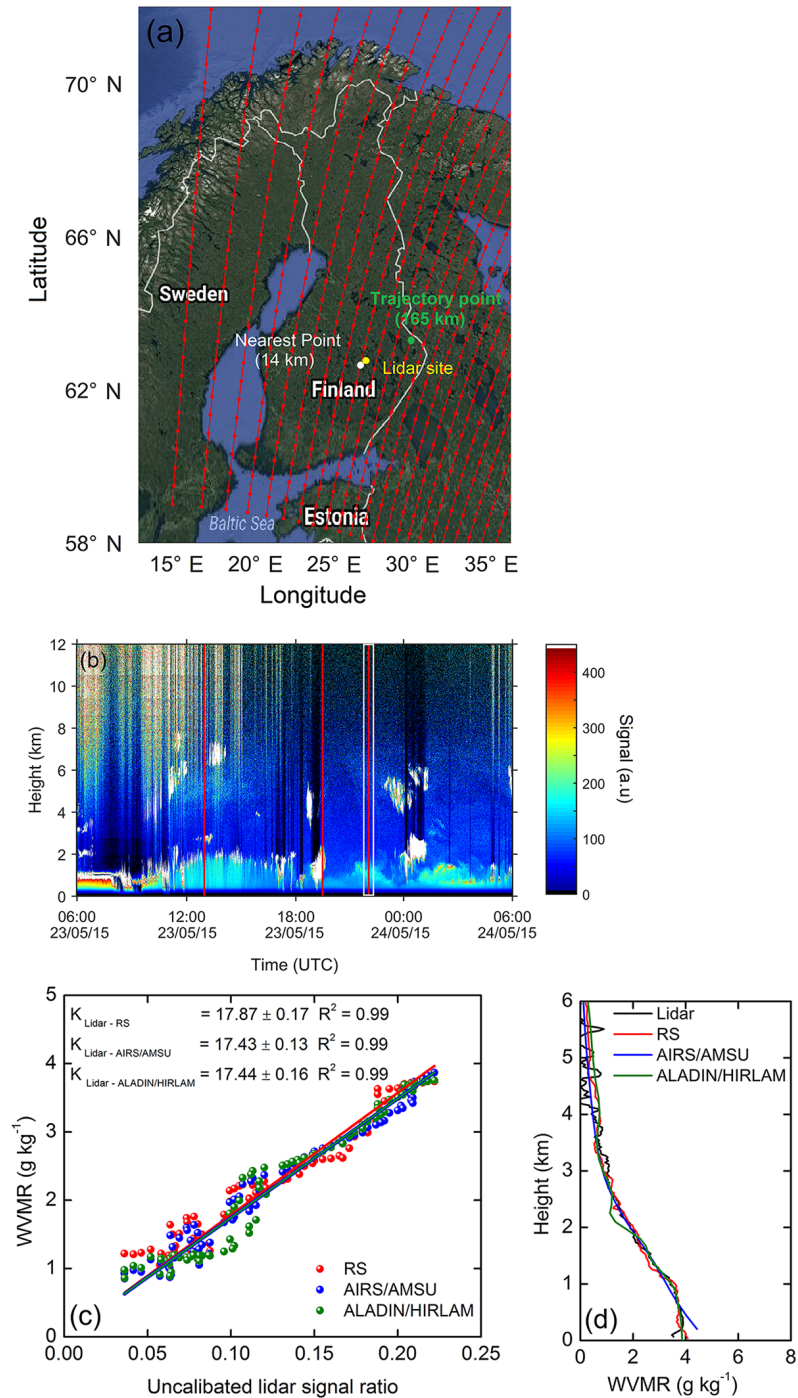 (a)
70° N
66° N
62° N
58° N
Latitude
Sweden
Trajectory point
(265 km)
Nearest Point
(14 km)
Lidar site
Finland
Baltic Sea
Estonia
15° E 20° E 25° E 30° E 35° E
Longitude
(b)
12
10
8
6
4
2
0
Height (km)
06:00 12:00 18:00 00:00 06:00
23/05/15 23/05/15 23/05/15 24/05/15 24/05/15
Time (UTC)
400
300
200
100
0
Signal (a.u)
K Lidar - RS = 17.87 ± 0.17 R² = 0.99
K Lidar - AIRS/AMSU = 17.43 ± 0.13 R² = 0.99
K Lidar - ALADIN/HIRLAM = 17.44 ± 0.16 R² = 0.99
5
4
3
2
1
0
WVMR (g kg⁻¹)
RS
AIRS/AMSU
ALADIN/HIRLAM
(c)
0.00 0.05 0.10 0.15 0.20 0.25
Uncalibated lidar signal ratio
6
5
4
3
2
1
0
Height (km)
Lidar
RS
AIRS/AMSU
ALADIN/HIRLAM
(d)
0 2 4 6 8
WVMR (g kg⁻¹)